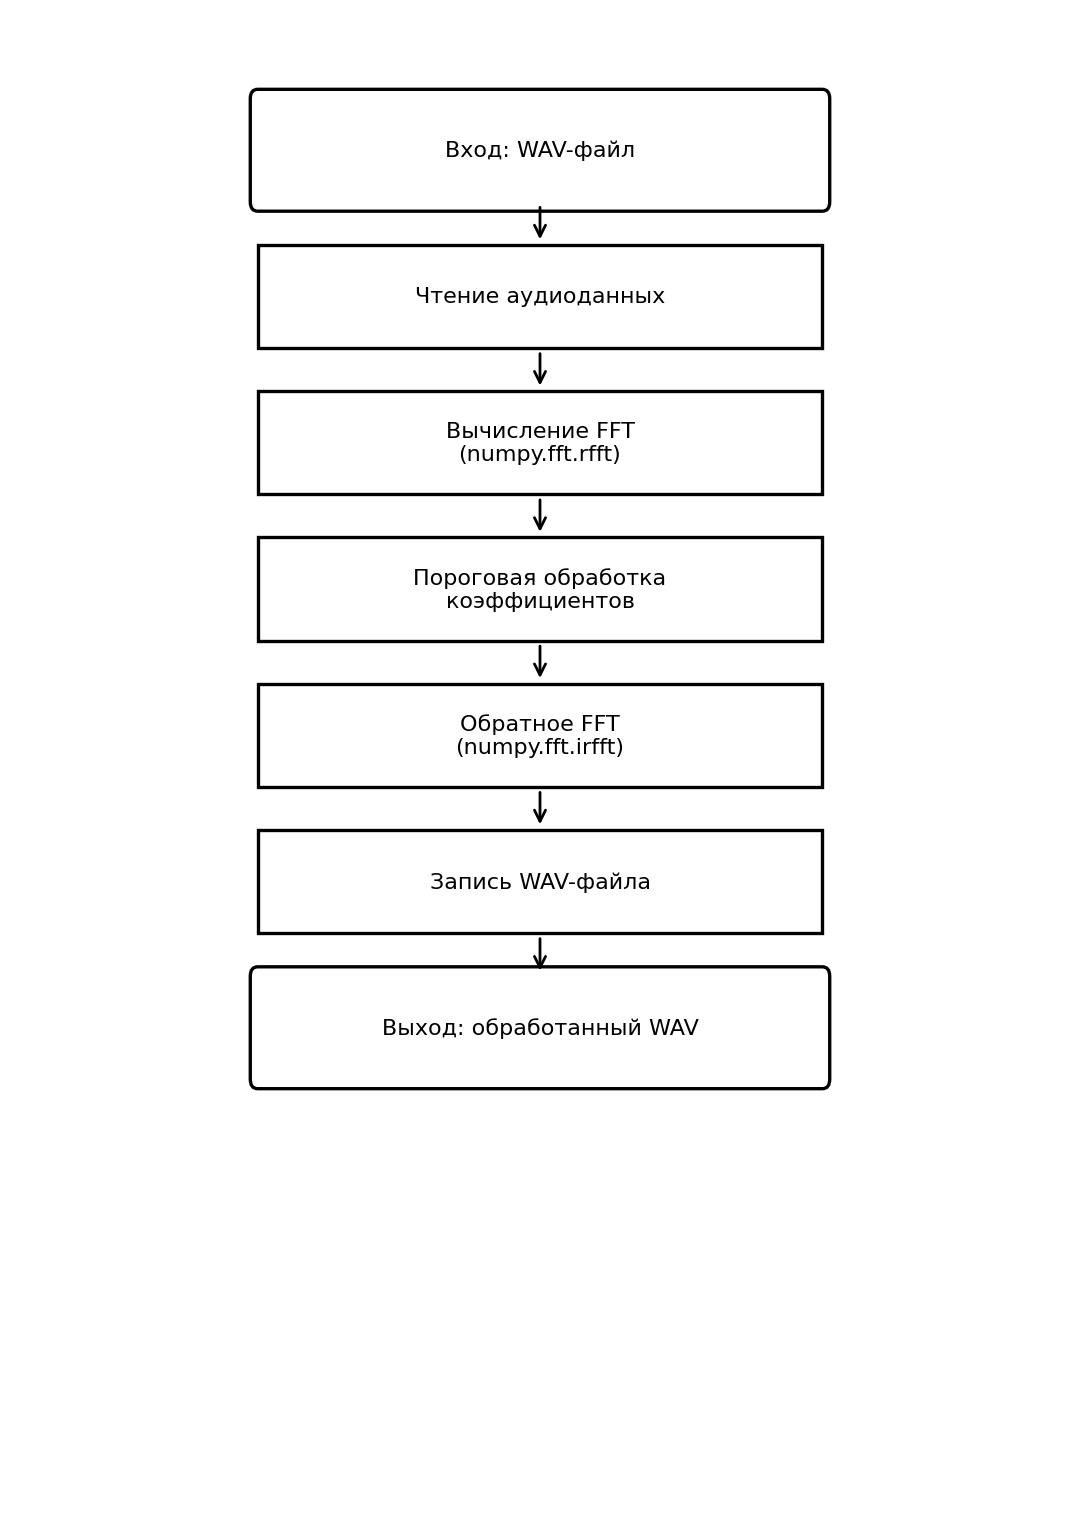 Вход: WAV-файл
Чтение аудиоданных
Вычисление FFT
(numpy.fft.rfft)
Пороговая обработка
коэффициентов
Обратное FFT
(numpy.fft.irfft)
Запись WAV-файла
Выход: обработанный WAV